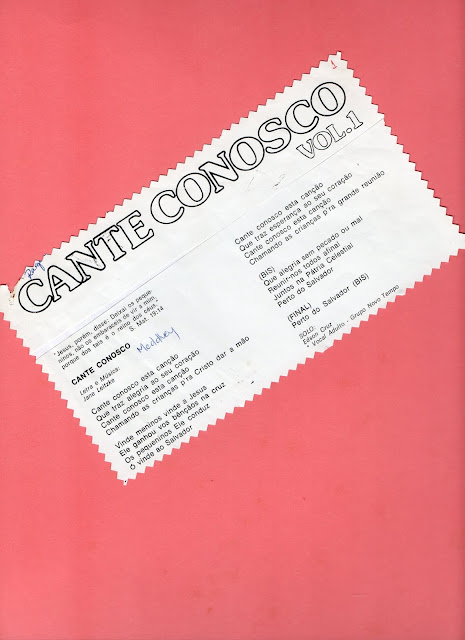 CANTE CONOSCO
VOL.1
"Jesus, porém, disse: Deixai os peque-
ninos, não os embaraceis de vir a mim,
porque dos tais é o reino dos céus".
S. Mat. 19.14
CANTE CONOSCO
Letra e Música:
Jane Leitzke
Cante conosco esta canção
Que traz alegria ao seu coração
Cante conosco esta canção
Chamando as crianças p'ra Cristo dar a mão
Vinde meninos vinde a Jesus
Ele ganhou vos bênçãos na cruz
Os pequeninos Ele conduz
ó vinde ao Salvador
Cante conosco esta canção
Que traz esperança ao seu coração
Cante conosco esta canção
Chamando as crianças p'ra grande reunião
(BIS)
Que alegria sem pecado ou mal
Reunir-nos todos afinal
Juntos na Pátria Celestial
Perto do Salvador
(FINAL)
Perto do Salvador (BIS)
SOLO:
Edson Cruz
Vocal Adulto - Grupo Novo Tempo